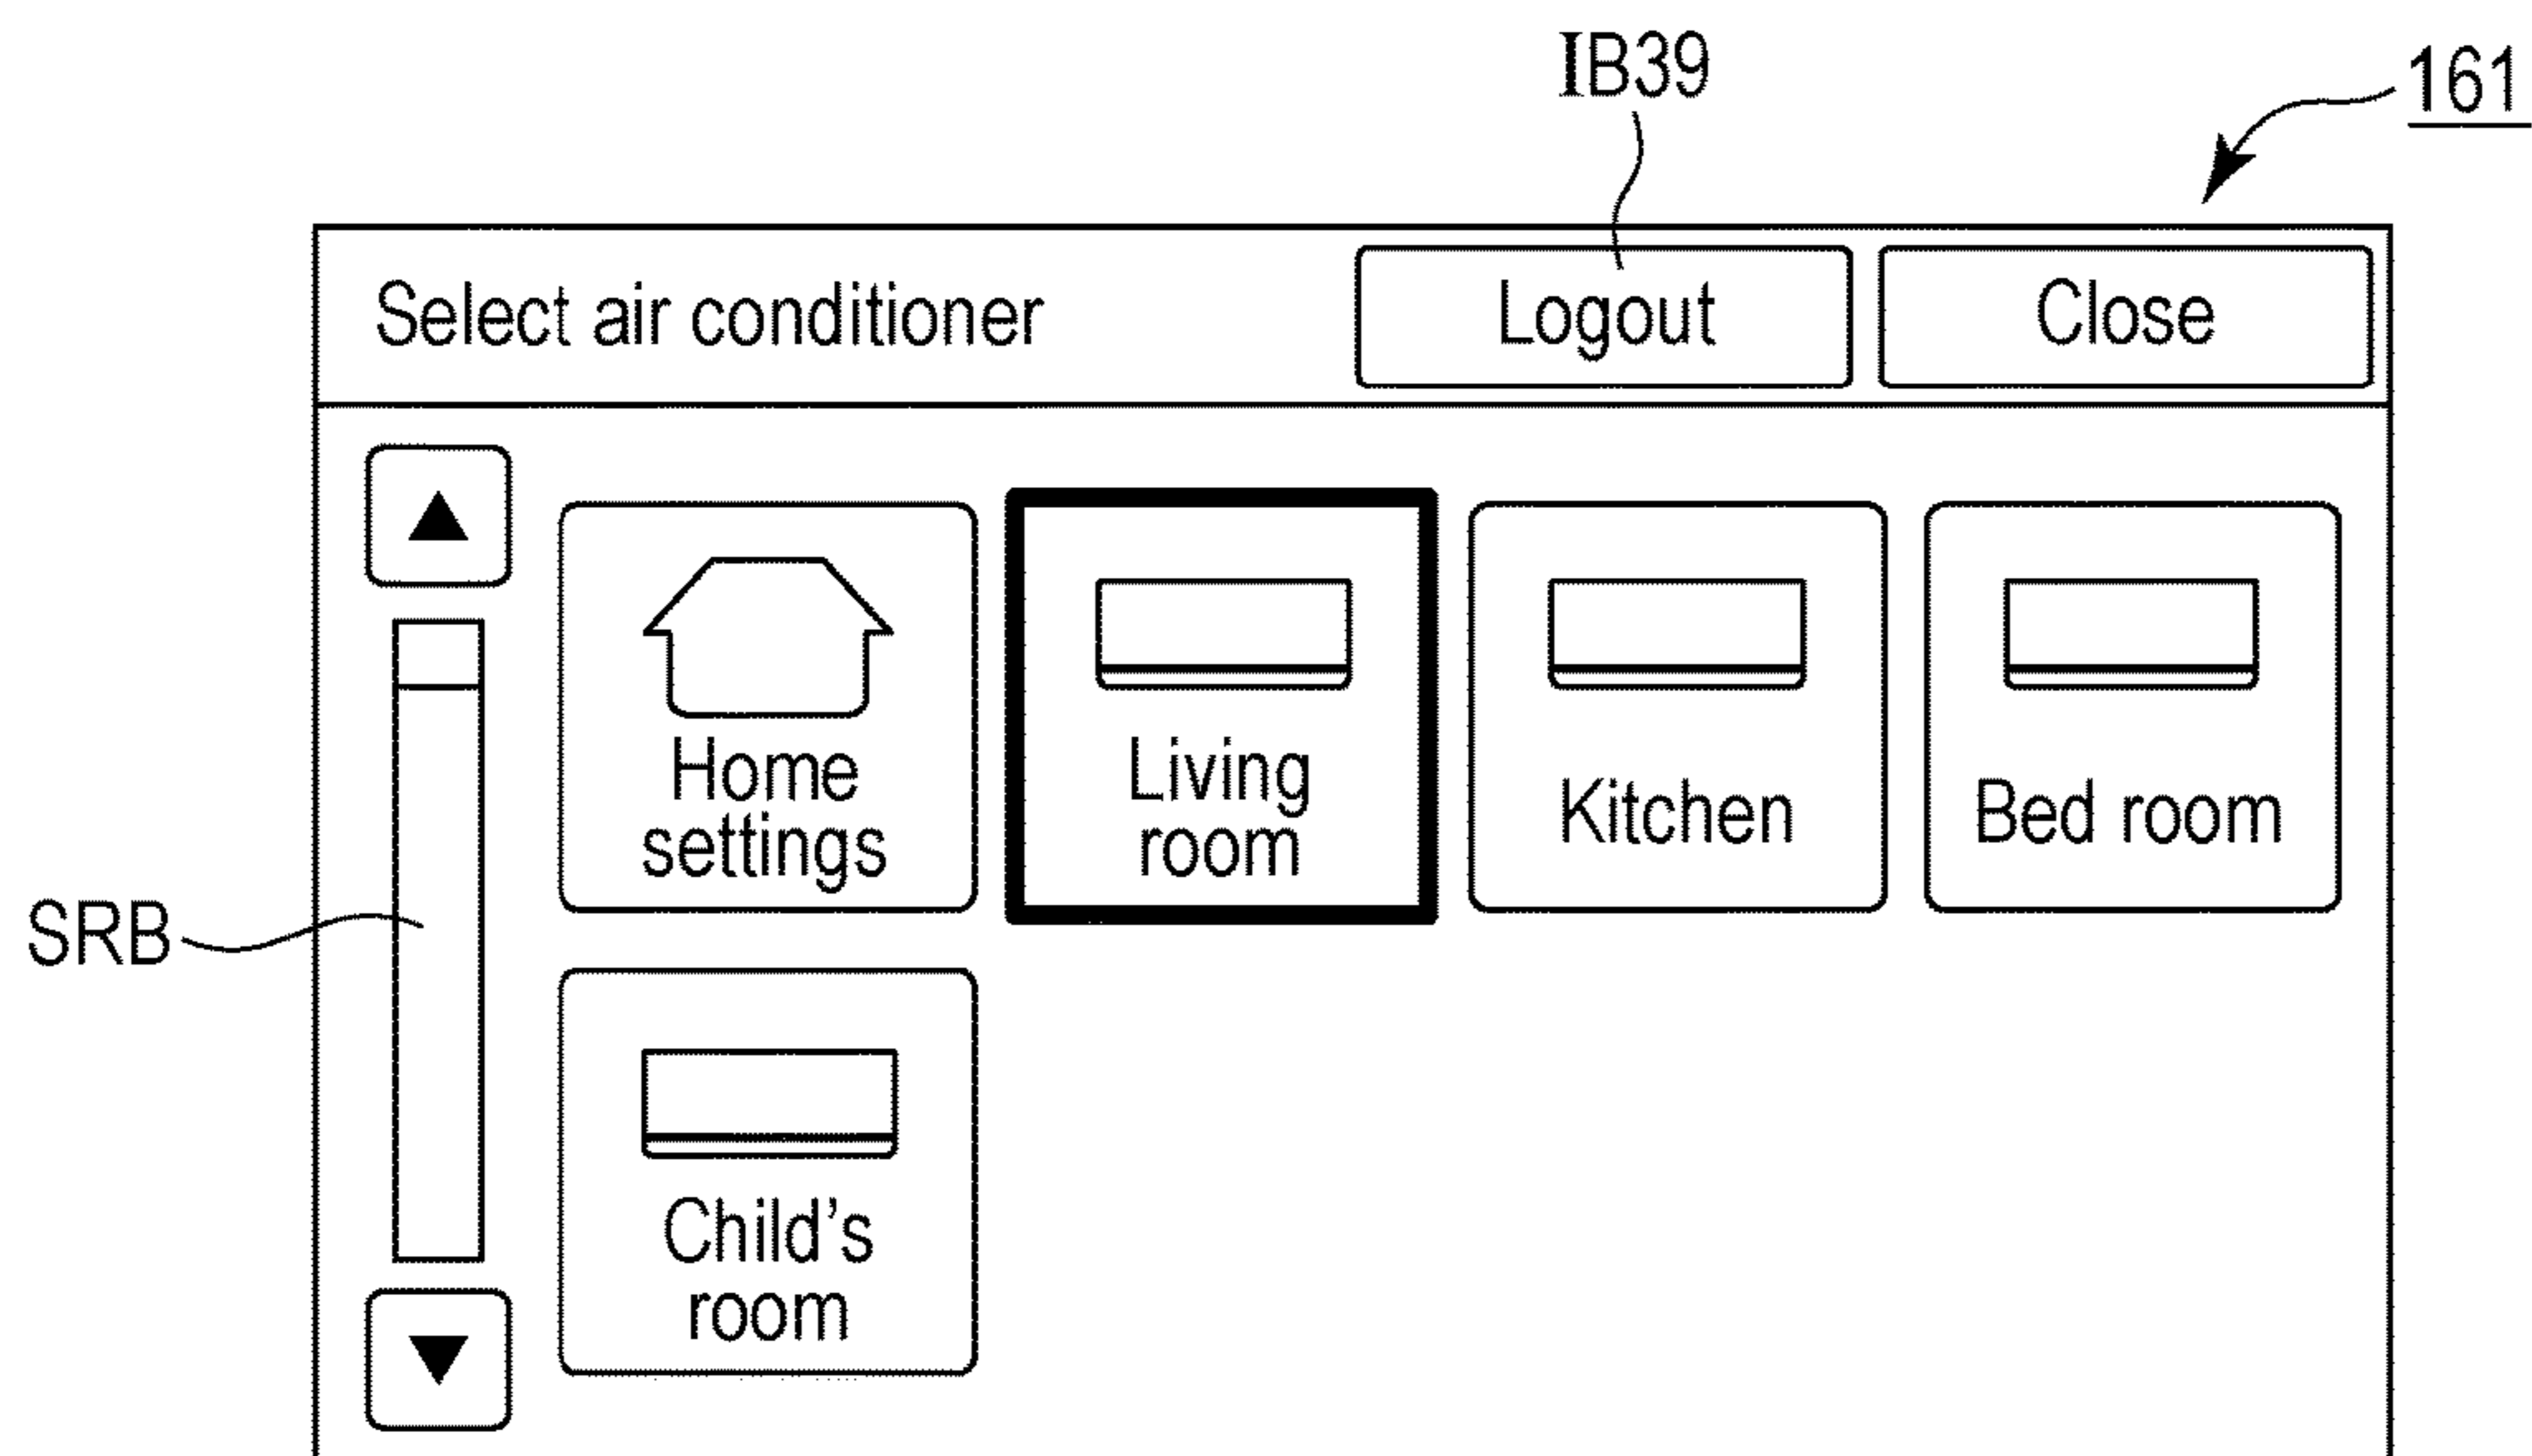 IB39
161
Select air conditioner
Logout
Close
Home
settings
Living
room
Kitchen
Bed room
SRB
Child's
room